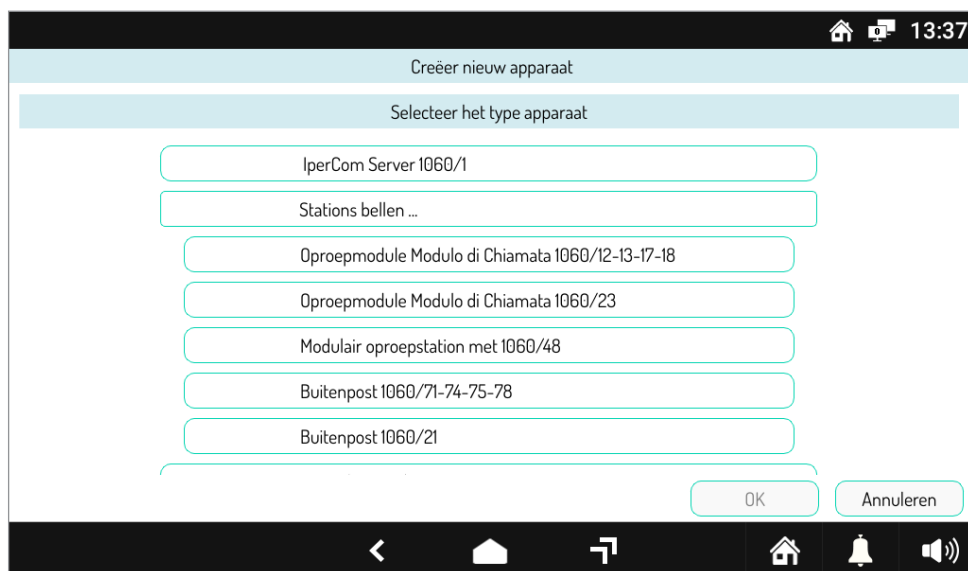 13:37
Creëer nieuw apparaat
Selecteer het type apparaat
IperCom Server 1060/1
Stations bellen ...
Oproepmodule Modulo di Chiamata 1060/12-13-17-18
Oproepmodule Modulo di Chiamata 1060/23
Modulair oproepstation met 1060/48
Buitenpost 1060/71-74-75-78
Buitenpost 1060/21
OK Annuleren